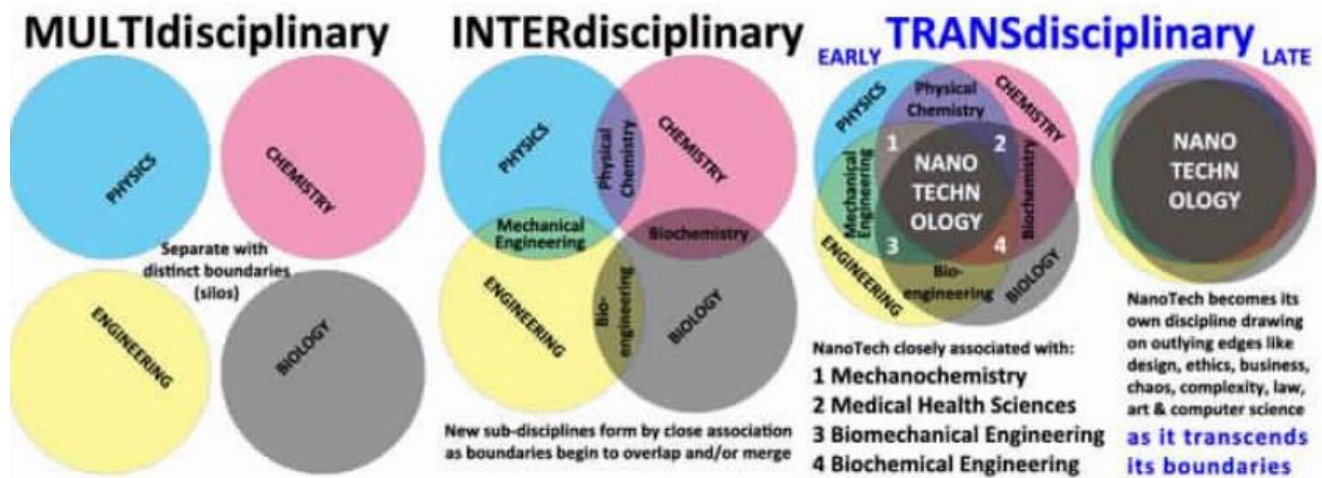 MULTIdisciplinary
PHYSICS
CHEMISTRY
Separate with
distinct boundaries
(silos)
ENGINEERING
BIOLOGY
INTERdisciplinary
PHYSICS
Physical
Chemistry
CHEMISTRY
Mechanical
Engineering
Biochemistry
ENGINEERING
Bio-
engineering
BIOLOGY
New sub-disciplines form by close association
as boundaries begin to overlap and/or merge
TRANSdisciplinary
EARLY
LATE
PHYSICS
Physical
Chemistry
CHEMISTRY
1
2
Mechanical
Engineering
NANO
TECHN
OLOGY
Biochemistry
3
4
ENGINEERING
Bio-
engineering
BIOLOGY
NanoTech closely associated with:
1 Mechanochemistry
2 Medical Health Sciences
3 Biomechanical Engineering
4 Biochemical Engineering
NANO
TECHN
OLOGY
NanoTech becomes its
own discipline drawing
on outlying edges like
design, ethics, business,
chaos, complexity, law,
art & computer science
as it transcends
its boundaries